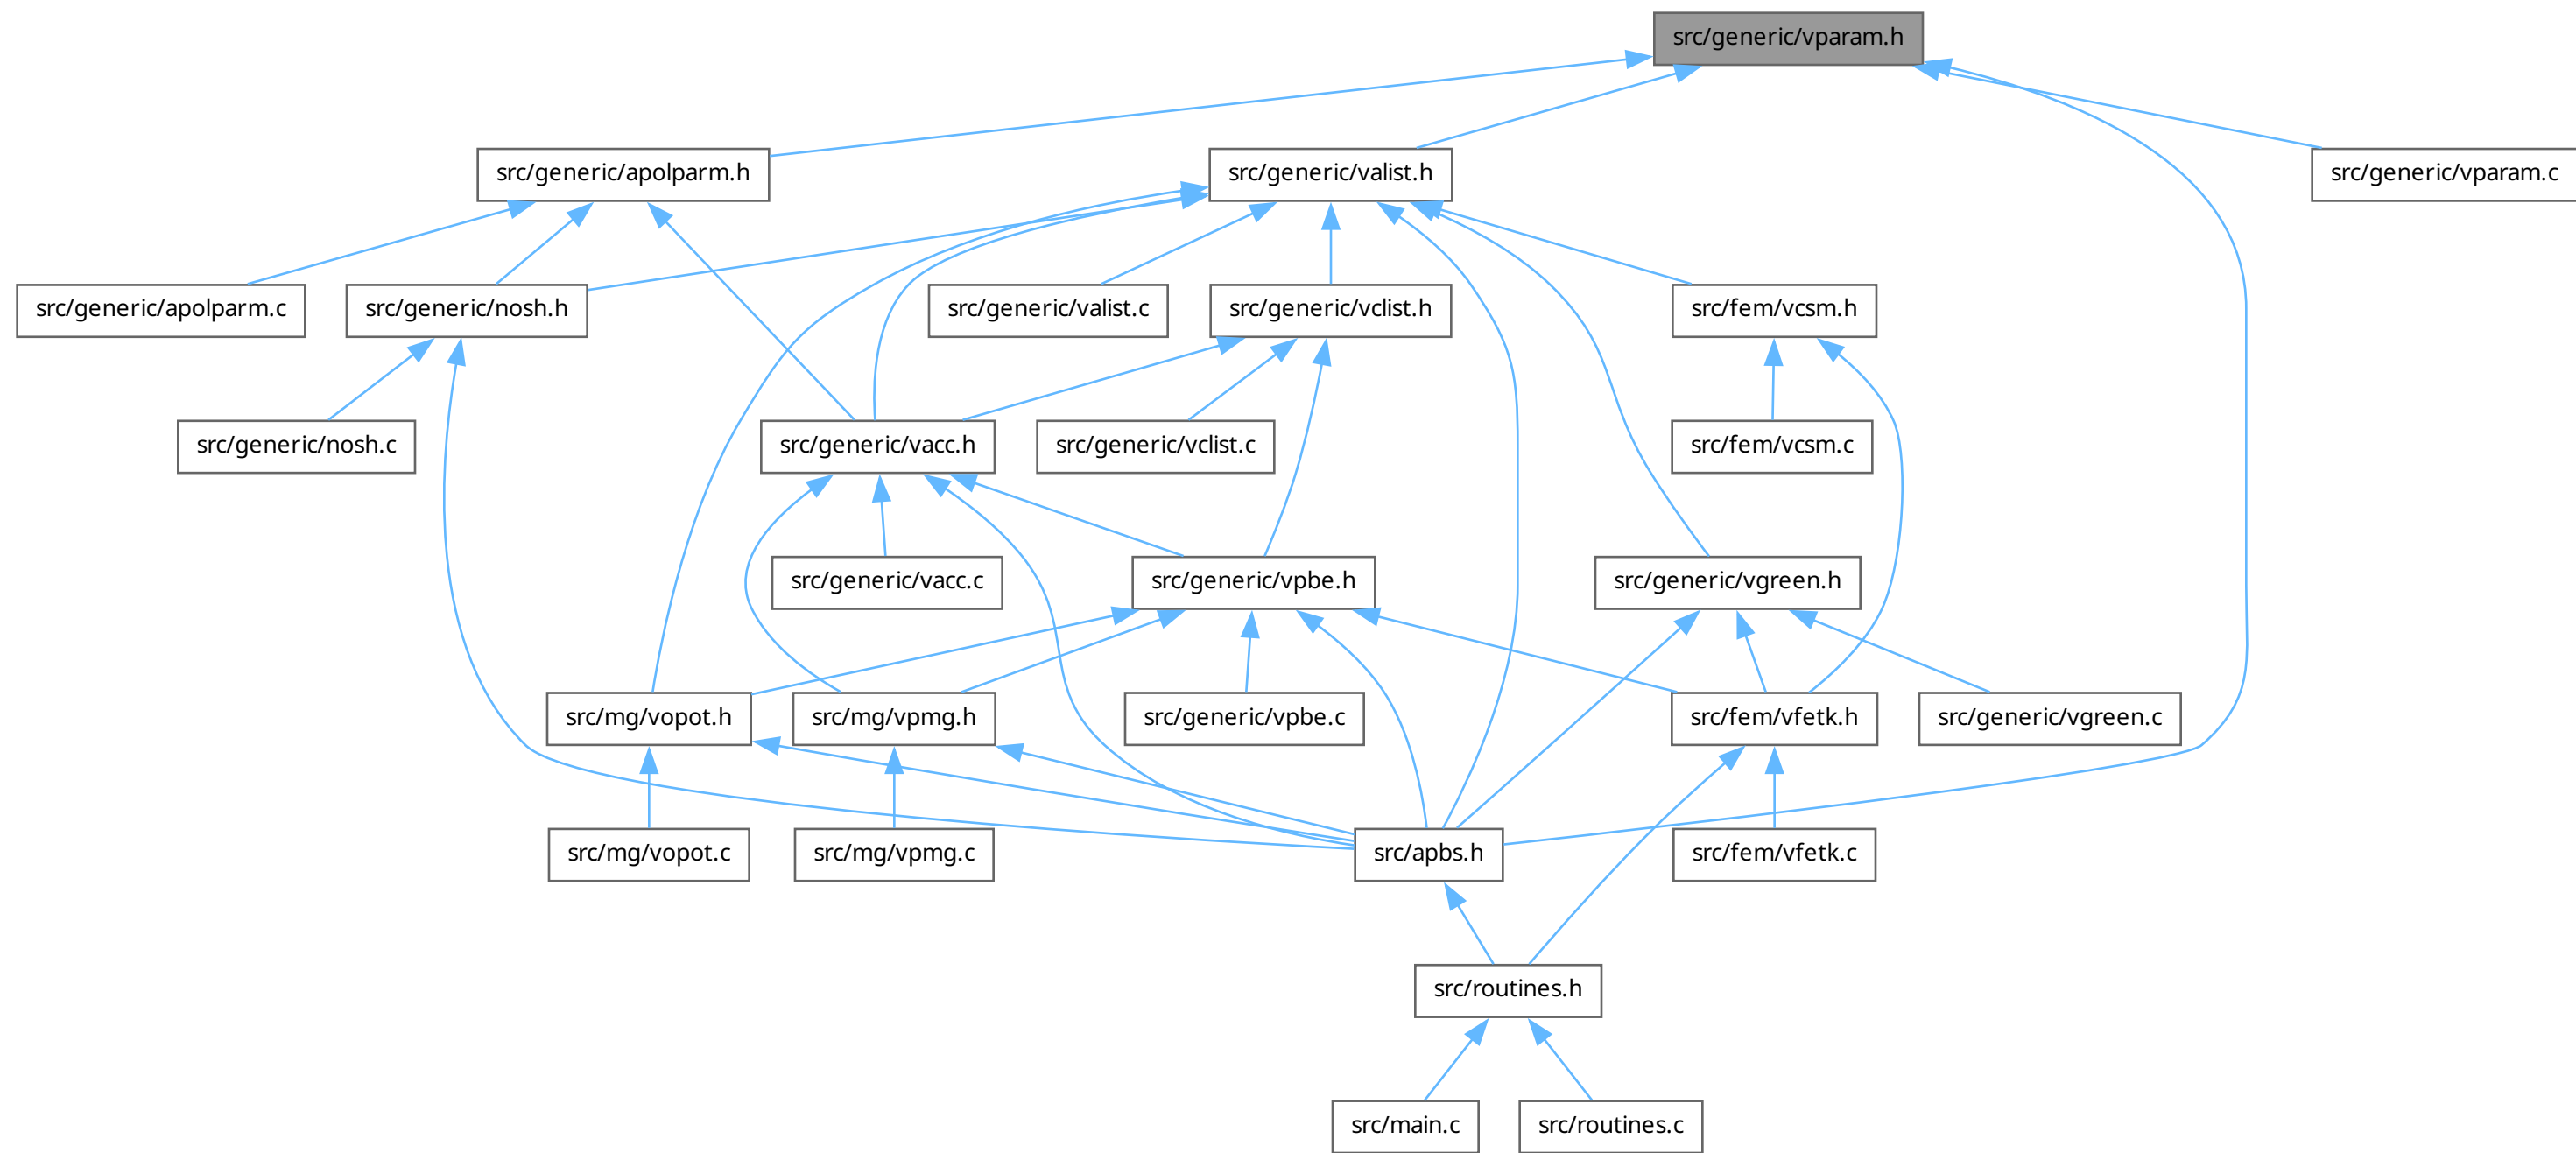 src/generic/vparam.h
src/generic/apolparm.h
src/generic/valist.h
src/generic/vparam.c
src/generic/apolparm.c
src/generic/nosh.h
src/generic/valist.c
src/generic/vclist.h
src/fem/vcsm.h
src/generic/nosh.c
src/generic/vacc.h
src/generic/vclist.c
src/fem/vcsm.c
src/generic/vacc.c
src/generic/vpbe.h
src/generic/vgreen.h
src/mg/vopot.h
src/mg/vpmg.h
src/generic/vpbe.c
src/fem/vfetk.h
src/generic/vgreen.c
src/mg/vopot.c
src/mg/vpmg.c
src/apbs.h
src/fem/vfetk.c
src/routines.h
src/main.c
src/routines.c